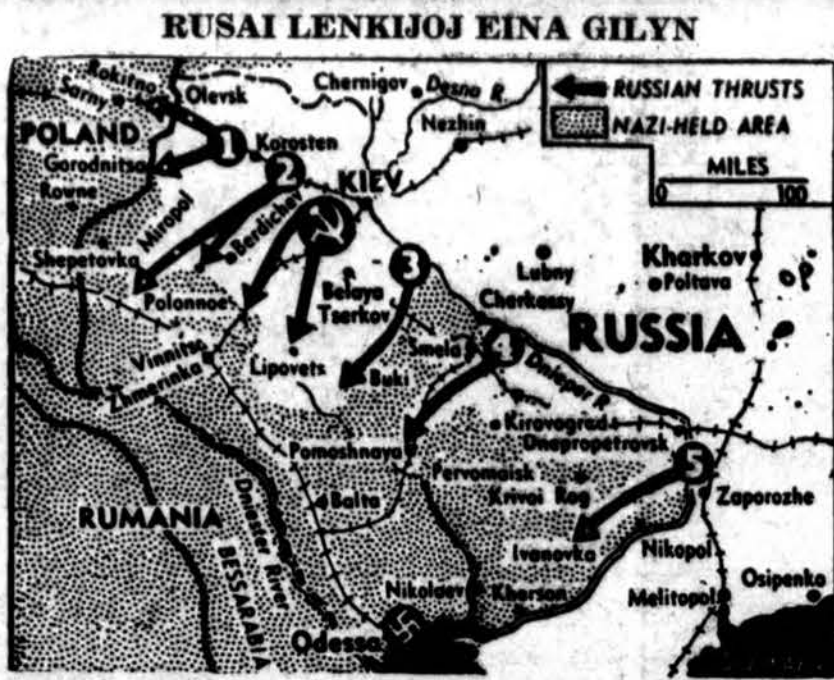 RUSAI LENKIJOJ EINA GILYN
Rokitno
Sarny
Olevsk
Chernigov
Desna R.
RUSSIAN THRUSTS
NAZI-HELD AREA
POLAND
1
Korosten
Nezhin
MILES
0 100
Gorodnitsa
2
KIEV
Rowne
Miropol
Berdichev
Shepetovka
3
Lubny
Kharkov
Poltava
Polonnoe
Belaya
Tserkov
Cherkassy
RUSSIA
Vinnitsa
Zhmerinka
Smela
4
Dnieper R.
Lipovets
Buki
Kirovograd
Dnepropetrovsk
Pomoshnaya
Pervomaisk
5
Krivoi Rog
Zaporozhe
Balta
RUMANIA
Dniester River
BESSARABIA
Ivanovka
Nikopol
Nikolaev
Kherson
Melitopol
Osipenko
Odessa